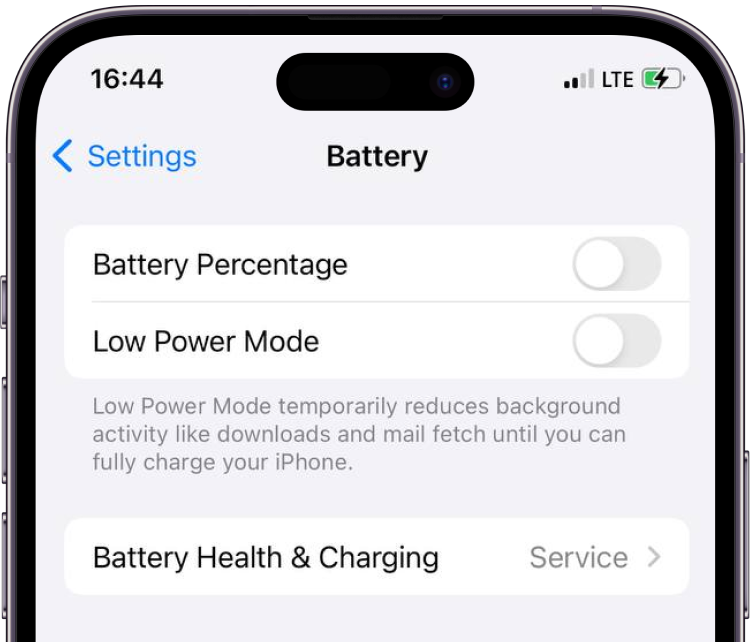 16:44
LTE
Settings
Battery
Battery Percentage
Low Power Mode
Low Power Mode temporarily reduces background
activity like downloads and mail fetch until you can
fully charge your iPhone.
Battery Health & Charging
Service